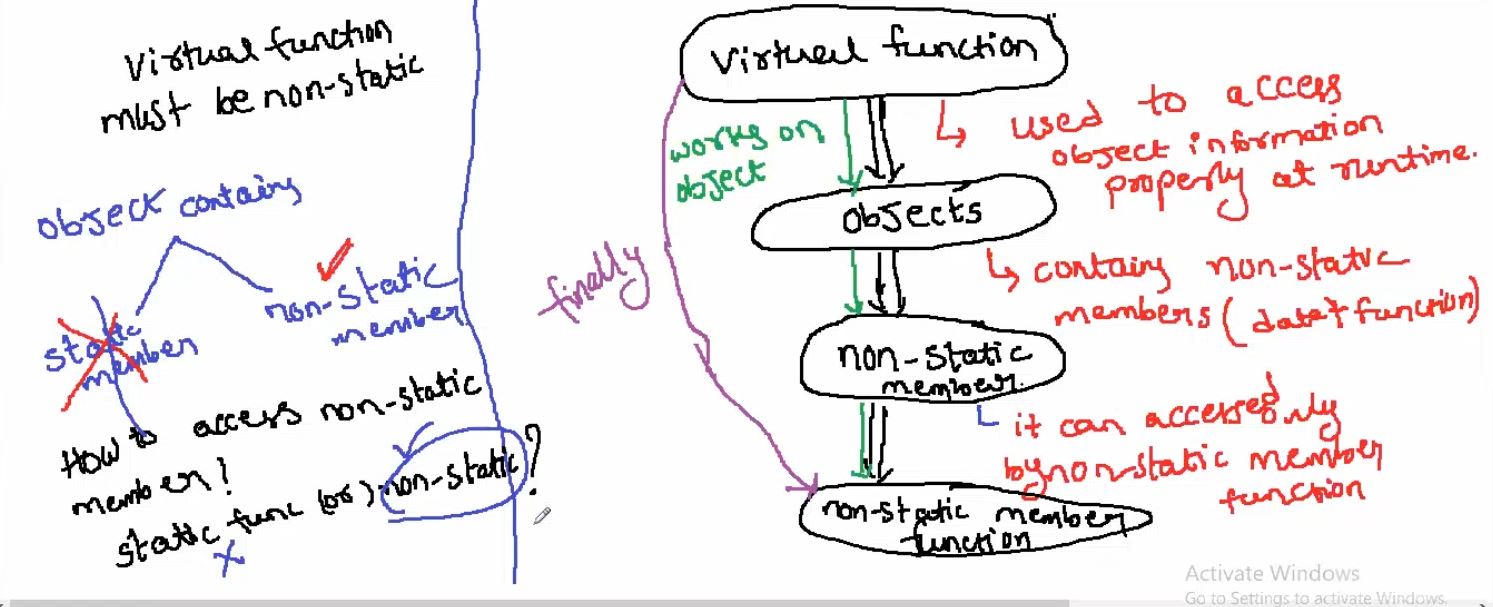 Virtual function
must be non-static
object contains
static
member
non-static
member
How to access non-static
member?
static func (or) non-static?
x
Virtual function
works on
object
↳ used to access
object information
properly at runtime.
objects
↳ contains non-static
members (data+function)
finally
non-static
member.
it can accessed only
by non-static member
function
non-static member
function
Activate Windows
Go to Settings to activate Windows.